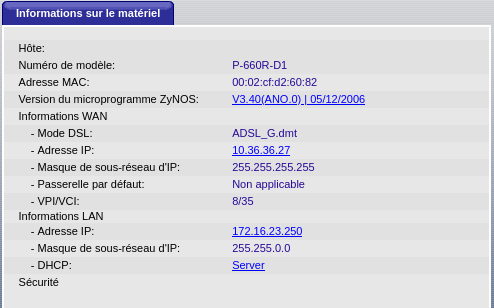 Informations sur le matériel
Hôte:
Numéro de modèle: P-660R-D1
Adresse MAC: 00:02:cf:d2:60:82
Version du microprogramme ZyNOS: V3.40(ANO.0) | 05/12/2006
Informations WAN
- Mode DSL: ADSL_G.dmt
- Adresse IP: 10.36.36.27
- Masque de sous-réseau d'IP: 255.255.255.255
- Passerelle par défaut: Non applicable
- VPI/VCI: 8/35
Informations LAN
- Adresse IP: 172.16.23.250
- Masque de sous-réseau d'IP: 255.255.0.0
- DHCP: Server
Sécurité